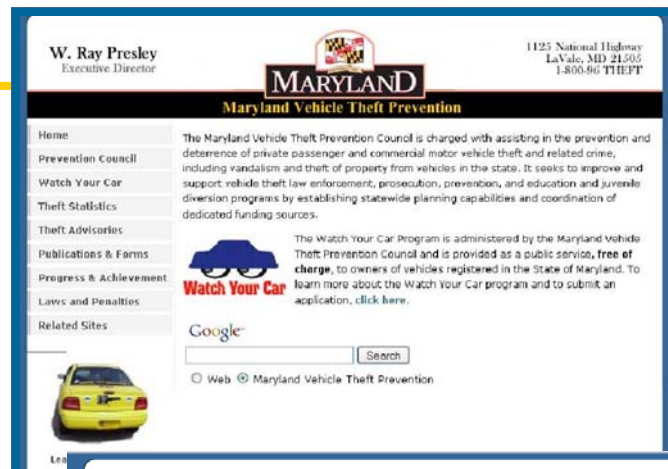 W. Ray Presley
Executive Director
MARYLAND
1125 National Highway
LaVale, MD 21505
1-800-96 THEFT
Maryland Vehicle Theft Prevention
Home
Prevention Council
Watch Your Car
Theft Statistics
Theft Advisories
Publications & Forms
Progress & Achievement
Laws and Penalties
Related Sites
The Maryland Vehicle Theft Prevention Council is charged with assisting in the prevention and
deterrence of private passenger and commercial motor vehicle theft and related crime,
including vandalism and theft of property from vehicles in the state. It seeks to improve and
support vehicle theft law enforcement, prosecution, prevention, and education and juvenile
diversion programs by establishing statewide planning capabilities and coordination of
dedicated funding sources.
Watch Your Car
The Watch Your Car Program is administered by the Maryland Vehicle
Theft Prevention Council and is provided as a public service, free of
charge, to owners of vehicles registered in the State of Maryland. To
learn more about the Watch Your Car program and to submit an
application, click here.
Google
Search
Web Maryland Vehicle Theft Prevention